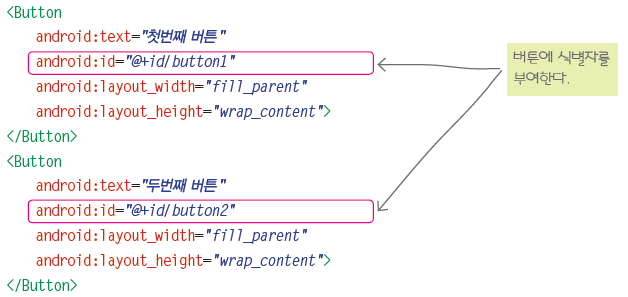 <Button
android:text="첫번째 버튼"
android:id="@+id/button1"
android:layout_width="fill_parent"
android:layout_height="wrap_content">
</Button>
<Button
android:text="두번째 버튼"
android:id="@+id/button2"
android:layout_width="fill_parent"
android:layout_height="wrap_content">
</Button>
버튼에 식별자를
부여한다.